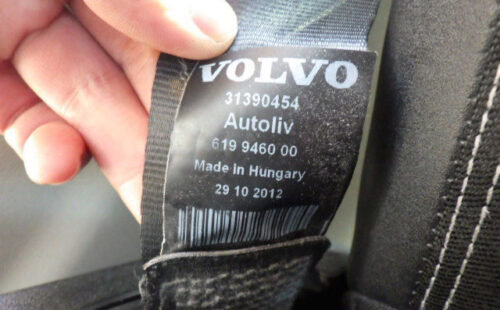 VOLVO
31390454
Autoliv
619 9460 00
Made in Hungary
29 10 2012